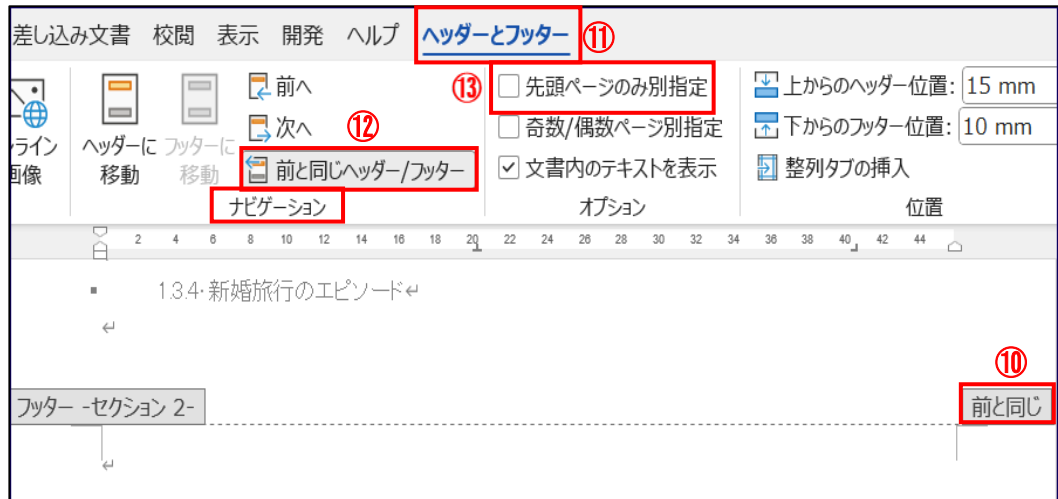 差し込み文書 校閲 表示 開発 ヘルプ ヘッダーとフッター ⑪
ライン
画像
ヘッダーに
移動
フッターに
移動
前へ
次へ ⑫
前と同じヘッダー/フッター
ナビゲーション
⑬ 先頭ページのみ別指定
奇数/偶数ページ別指定
文書内のテキストを表示
オプション
上からのヘッダー位置: 15 mm
下からのフッター位置: 10 mm
整列タブの挿入
位置
2 4 6 8 10 12 14 16 18 20 22 24 26 28 30 32 34 36 38 40 42 44
1.3.4 新婚旅行のエピソード↵
↵
⑩
フッター -セクション 2- 前と同じ
↵